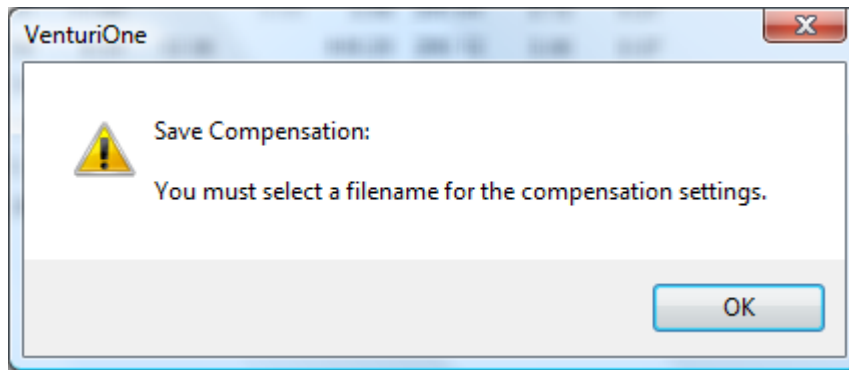 VenturiOne
Save Compensation:
You must select a filename for the compensation settings.
OK